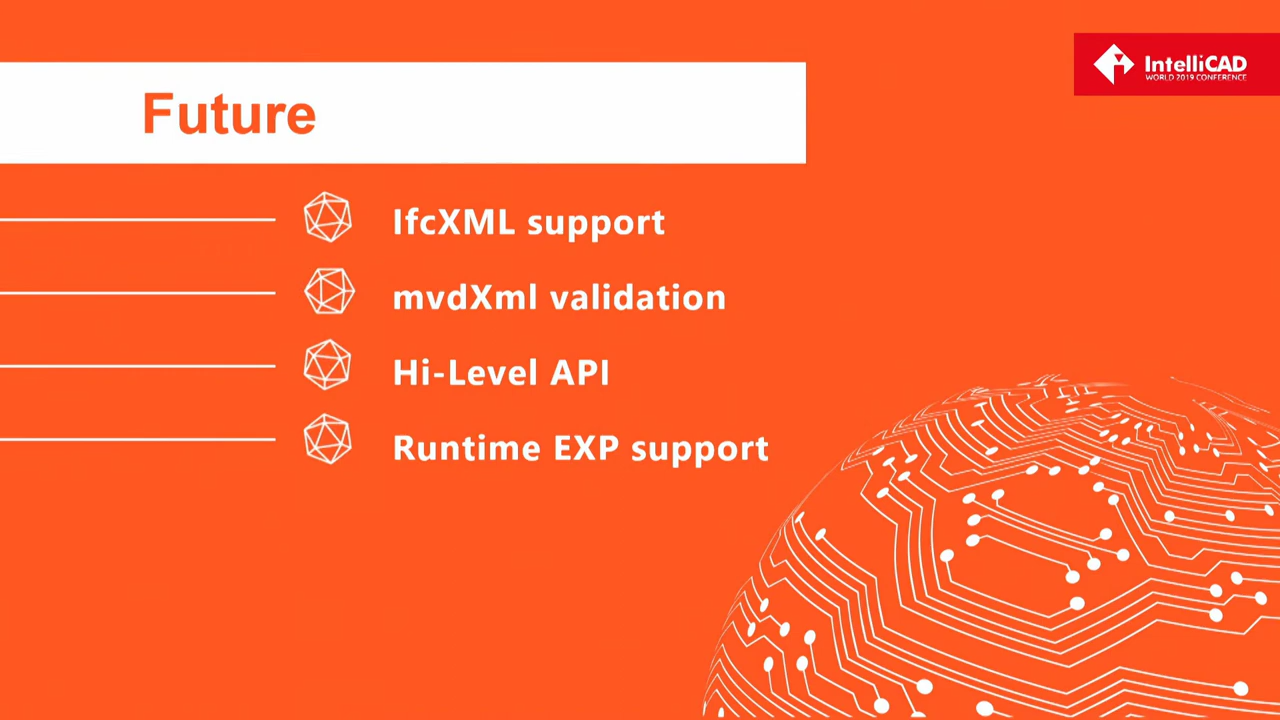 IntelliCAD
WORLD 2019 CONFERENCE
Future
IfcXML support
mvdXml validation
Hi-Level API
Runtime EXP support